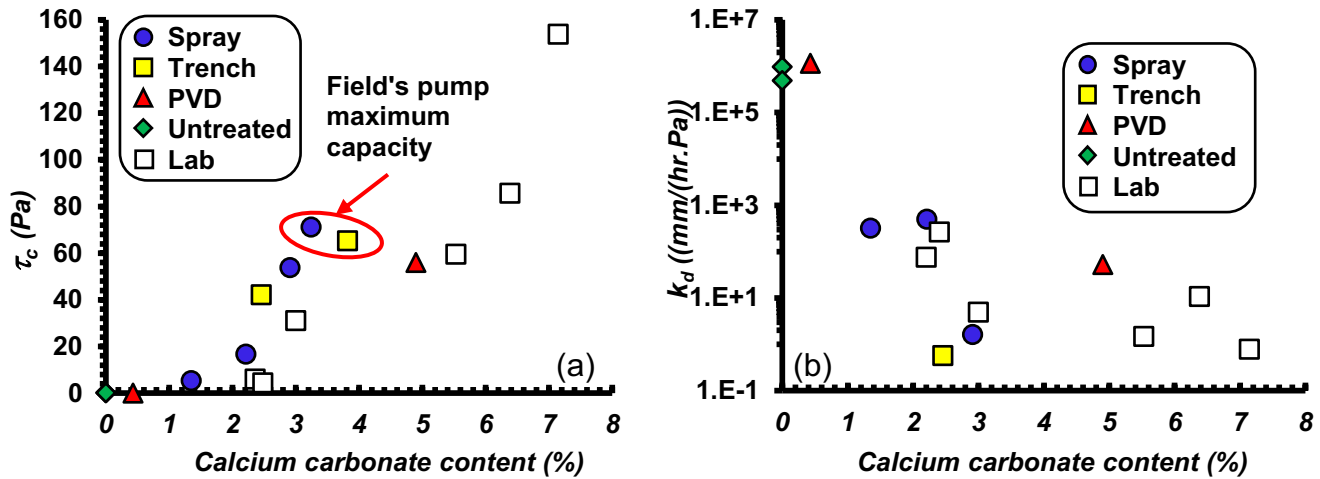 160
140
120
100
80
60
40
20
0
τc (Pa)
Spray
Trench
PVD
Untreated
Lab
Field's pump
maximum
capacity
(a)
0 1 2 3 4 5 6 7 8
Calcium carbonate content (%)
1.E+7
1.E+5
1.E+3
1.E+1
1.E-1
kd ((mm/(hr.Pa))
Spray
Trench
PVD
Untreated
Lab
(b)
0 1 2 3 4 5 6 7 8
Calcium carbonate content (%)